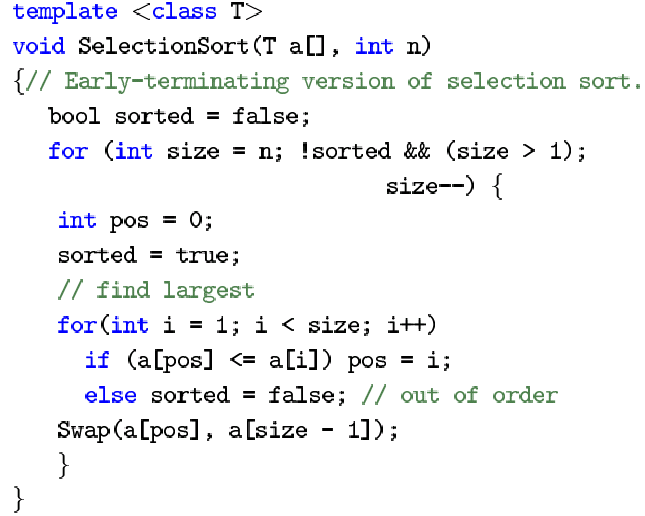 template <class T>
void SelectionSort(T a[], int n)
{// Early-terminating version of selection sort.
bool sorted = false;
for (int size = n; !sorted && (size > 1);
size--) {
int pos = 0;
sorted = true;
// find largest
for(int i = 1; i < size; i++)
if (a[pos] <= a[i]) pos = i;
else sorted = false; // out of order
Swap(a[pos], a[size - 1]);
}
}